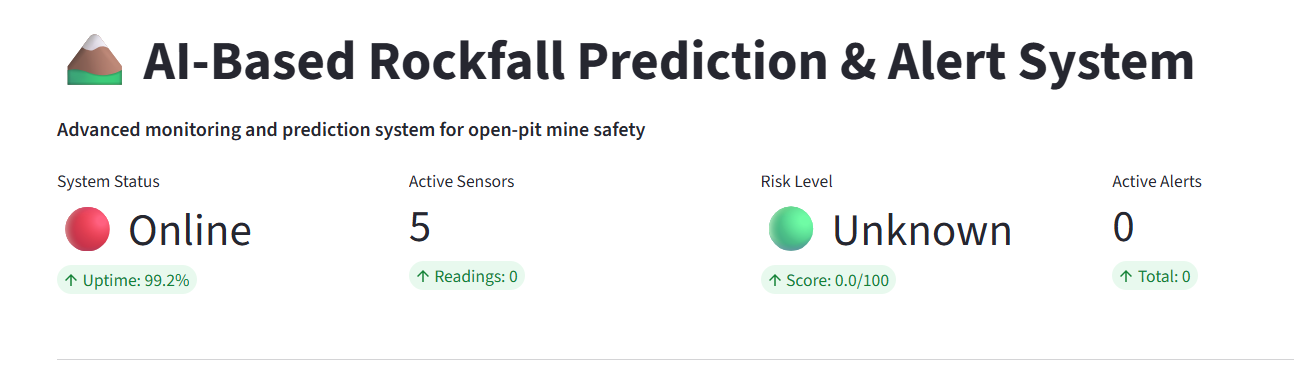 AI-Based Rockfall Prediction & Alert System
Advanced monitoring and prediction system for open-pit mine safety
System Status
Online
↑ Uptime: 99.2%
Active Sensors
5
↑ Readings: 0
Risk Level
Unknown
↑ Score: 0.0/100
Active Alerts
0
↑ Total: 0